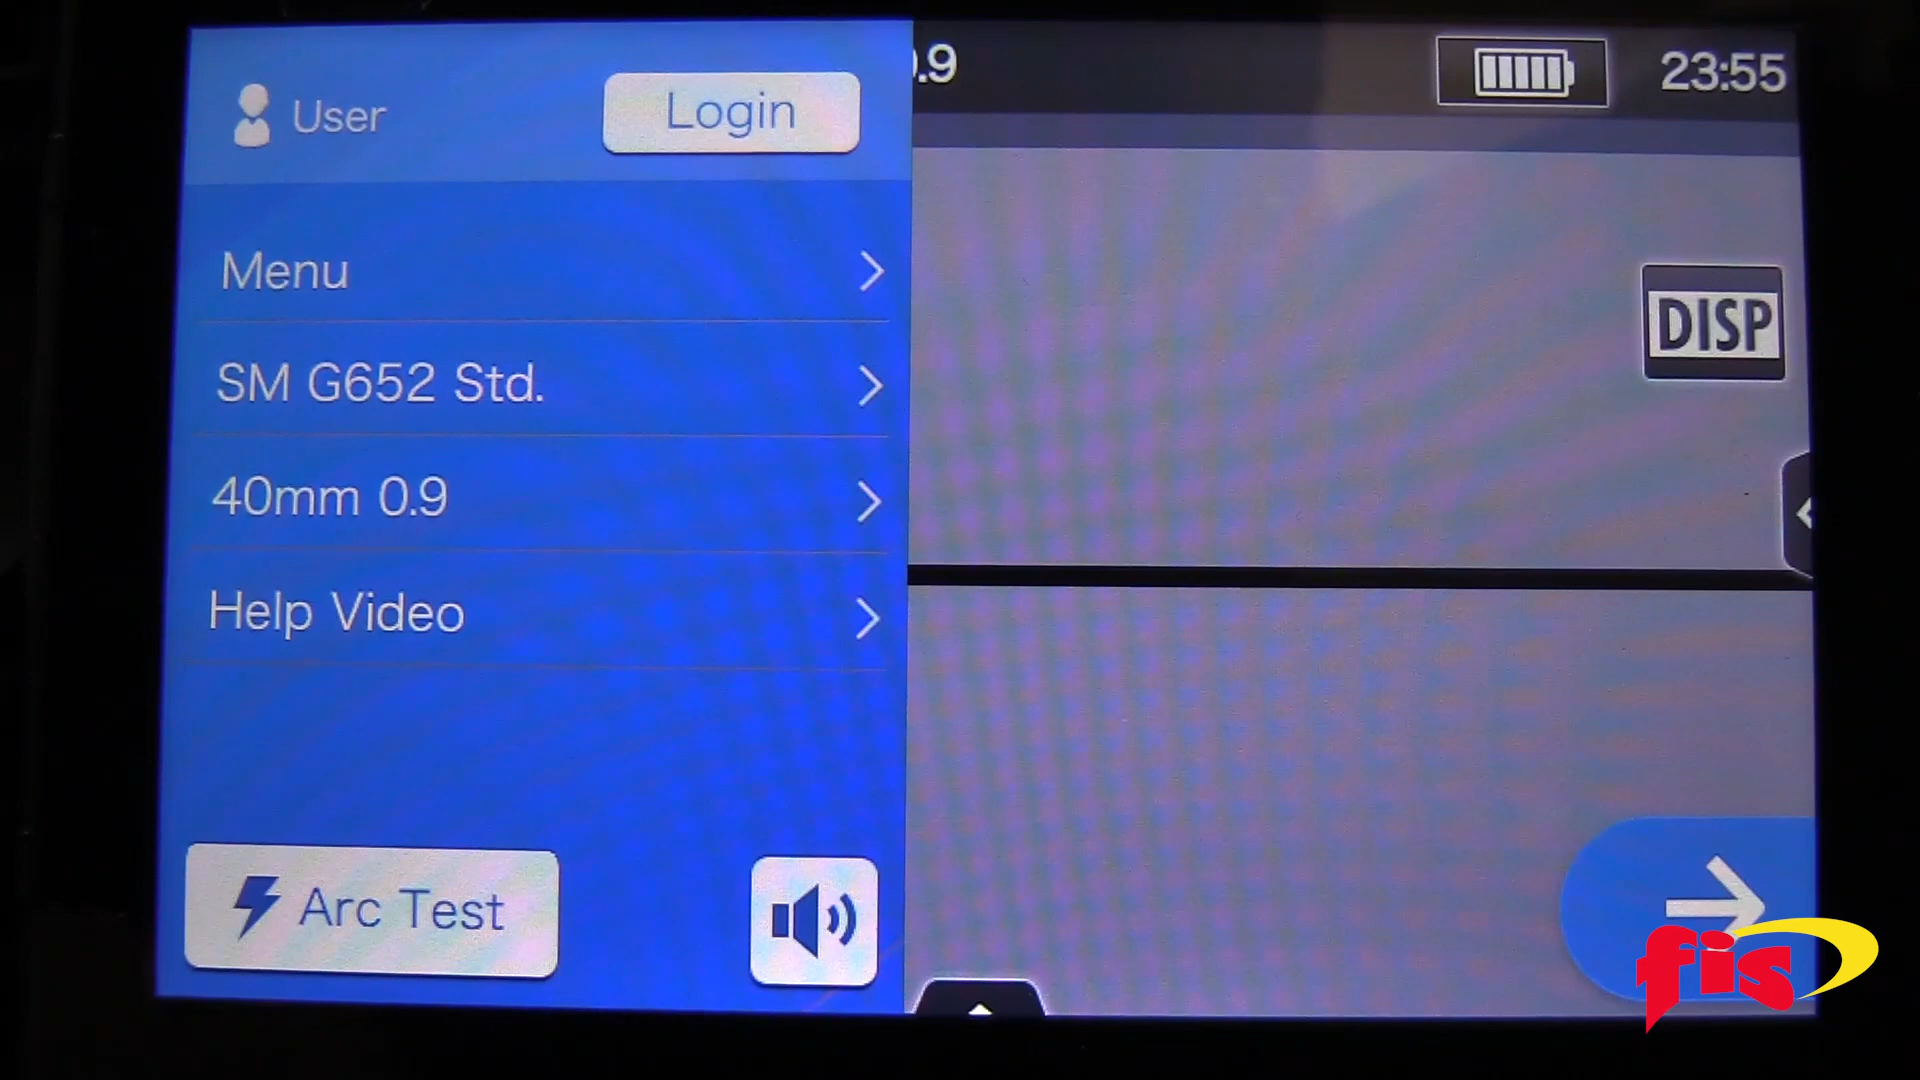 User
Login
.9
23:55
Menu
SM G652 Std.
40mm 0.9
Help Video
DISP
Arc Test
fis